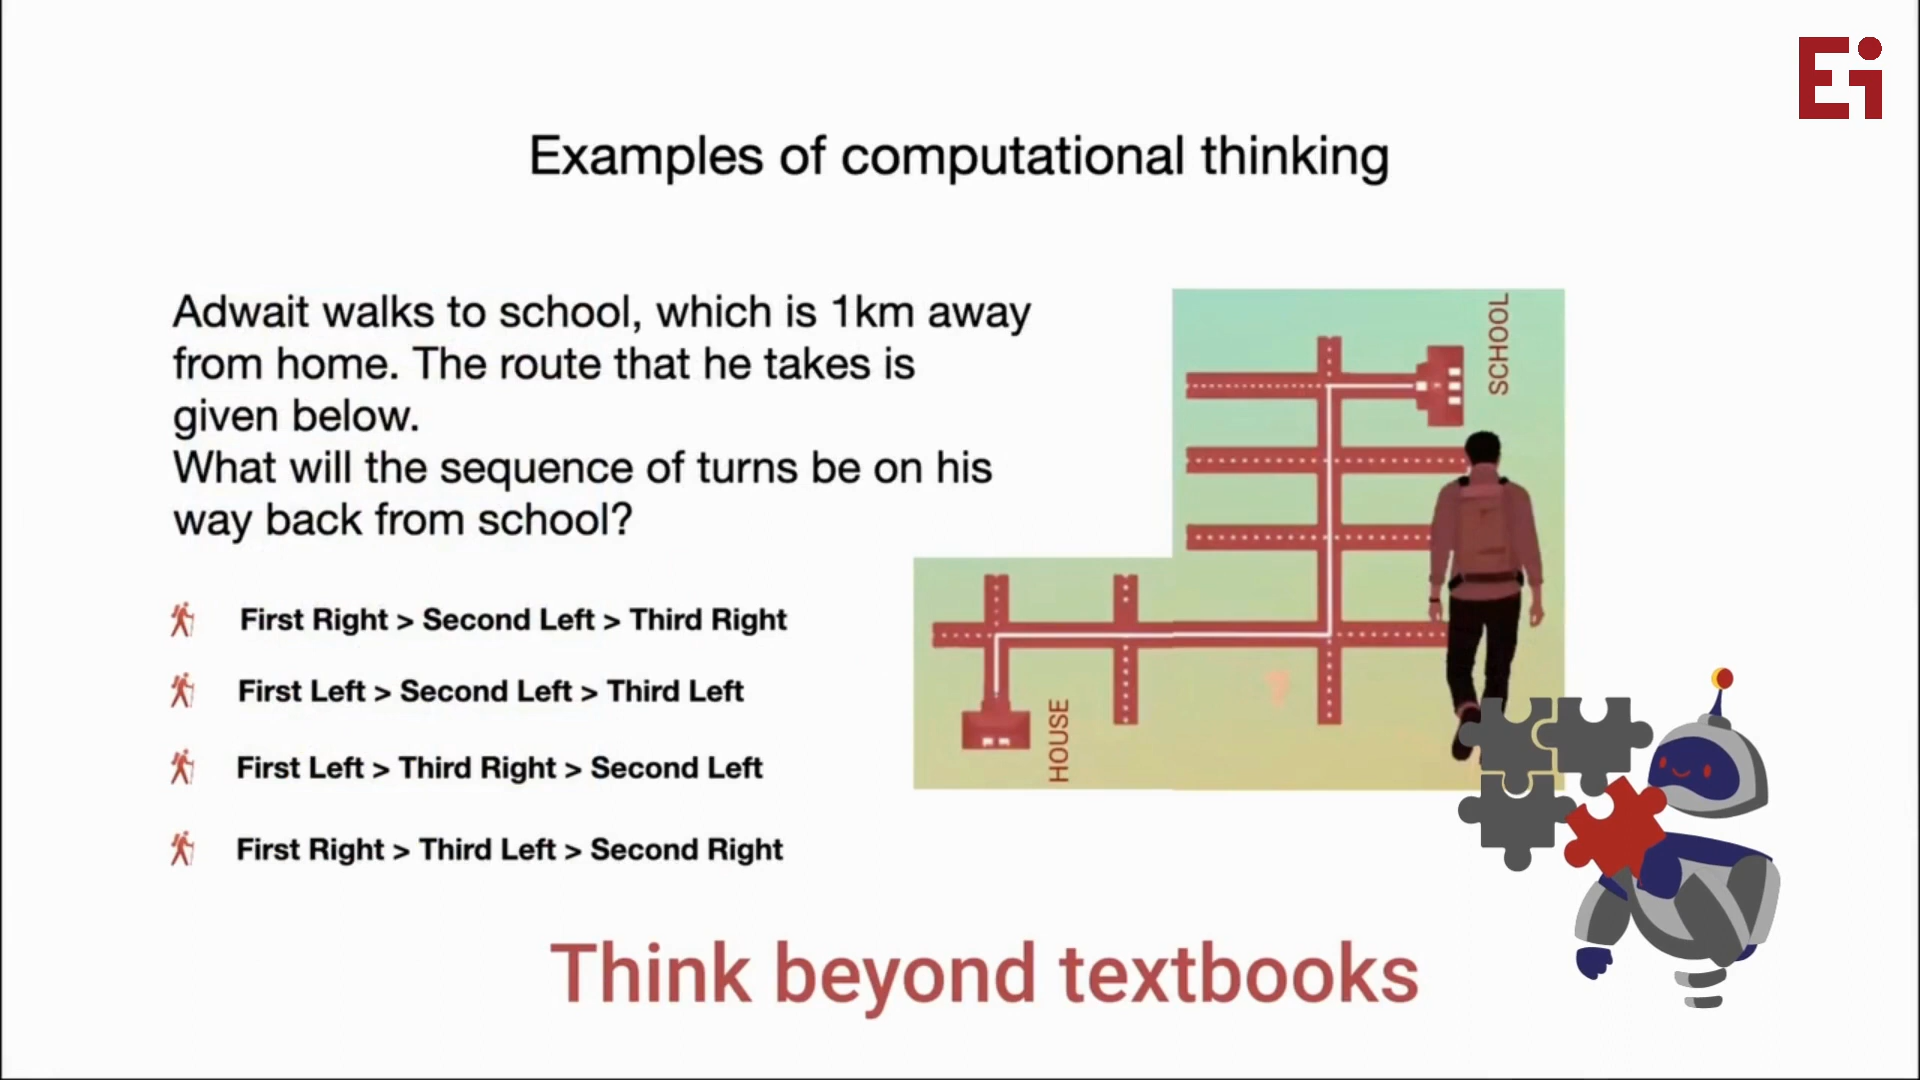 Ei
Examples of computational thinking
Adwait walks to school, which is 1km away
from home. The route that he takes is
given below.
What will the sequence of turns be on his
way back from school?
First Right > Second Left > Third Right
First Left > Second Left > Third Left
First Left > Third Right > Second Left
First Right > Third Left > Second Right
SCHOOL
HOUSE
Think beyond textbooks